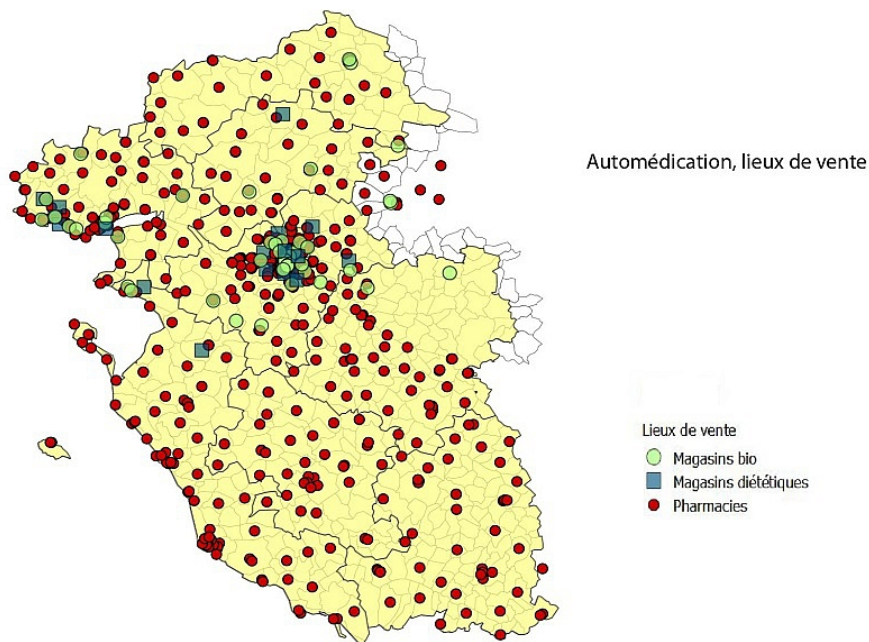 Automédication, lieux de vente
Lieux de vente
Magasins bio
Magasins diététiques
Pharmacies